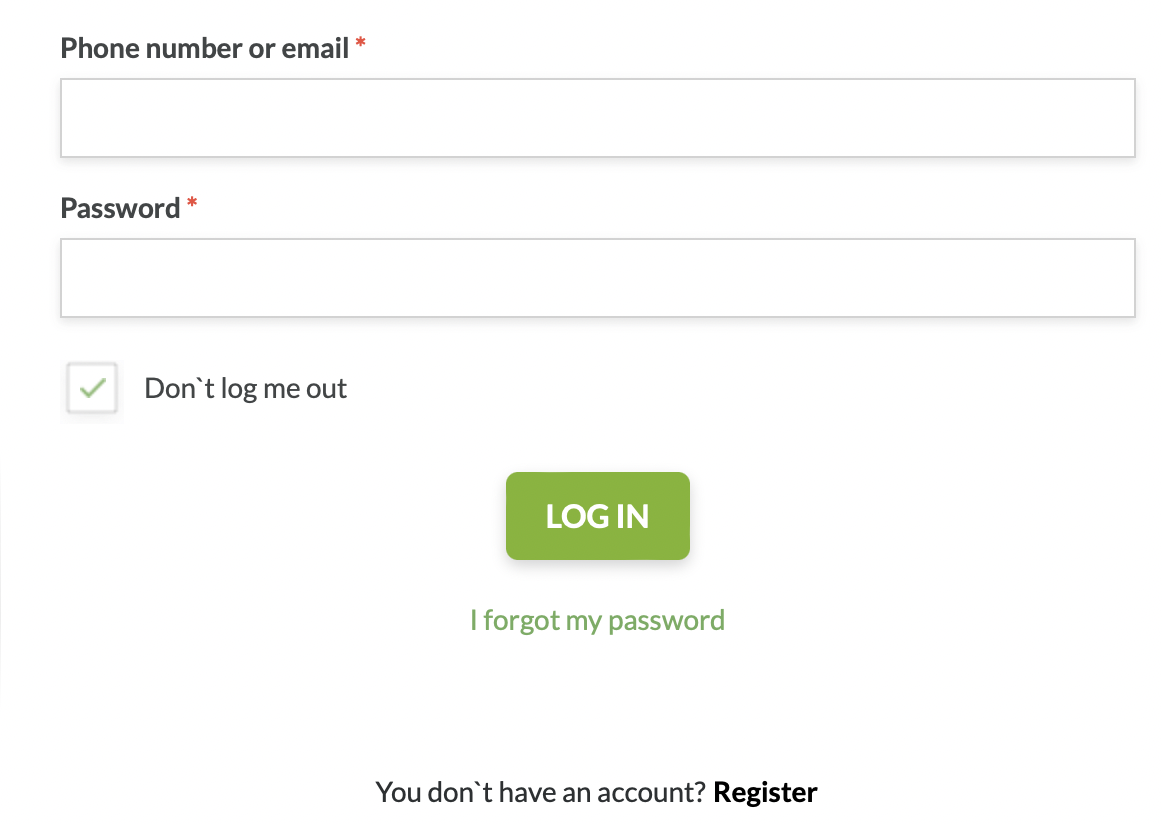 Phone number or email *
Password *
Don`t log me out
LOG IN
I forgot my password
You don`t have an account? Register